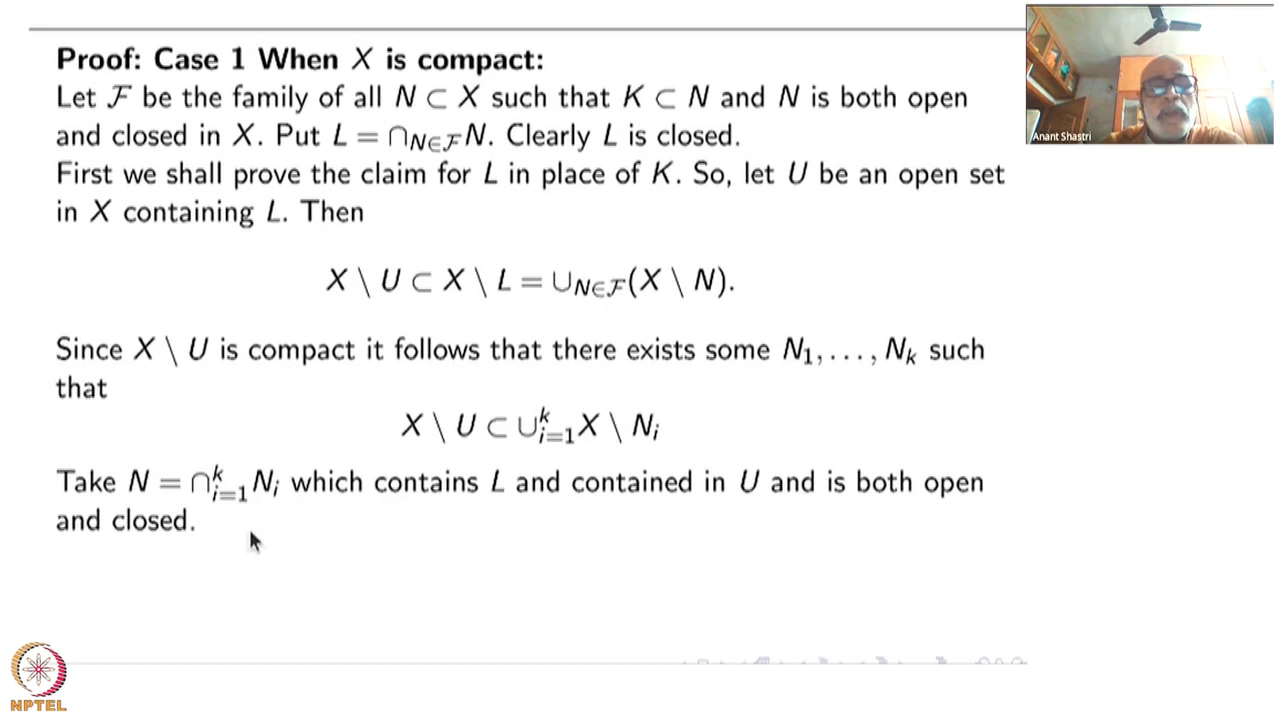 Proof: Case 1 When X is compact:
Let ℱ be the family of all N ⊂ X such that K ⊂ N and N is both open
and closed in X. Put L = ∩_{N∈ℱ} N. Clearly L is closed.
First we shall prove the claim for L in place of K. So, let U be an open set
in X containing L. Then
X \ U ⊂ X \ L = ∪_{N∈ℱ}(X \ N).
Since X \ U is compact it follows that there exists some N₁, . . . , Nₖ such
that
X \ U ⊂ ∪_{i=1}^{k} X \ N_i
Take N = ∩_{i=1}^{k} N_i which contains L and contained in U and is both open
and closed.
Anant Shastri
NPTEL